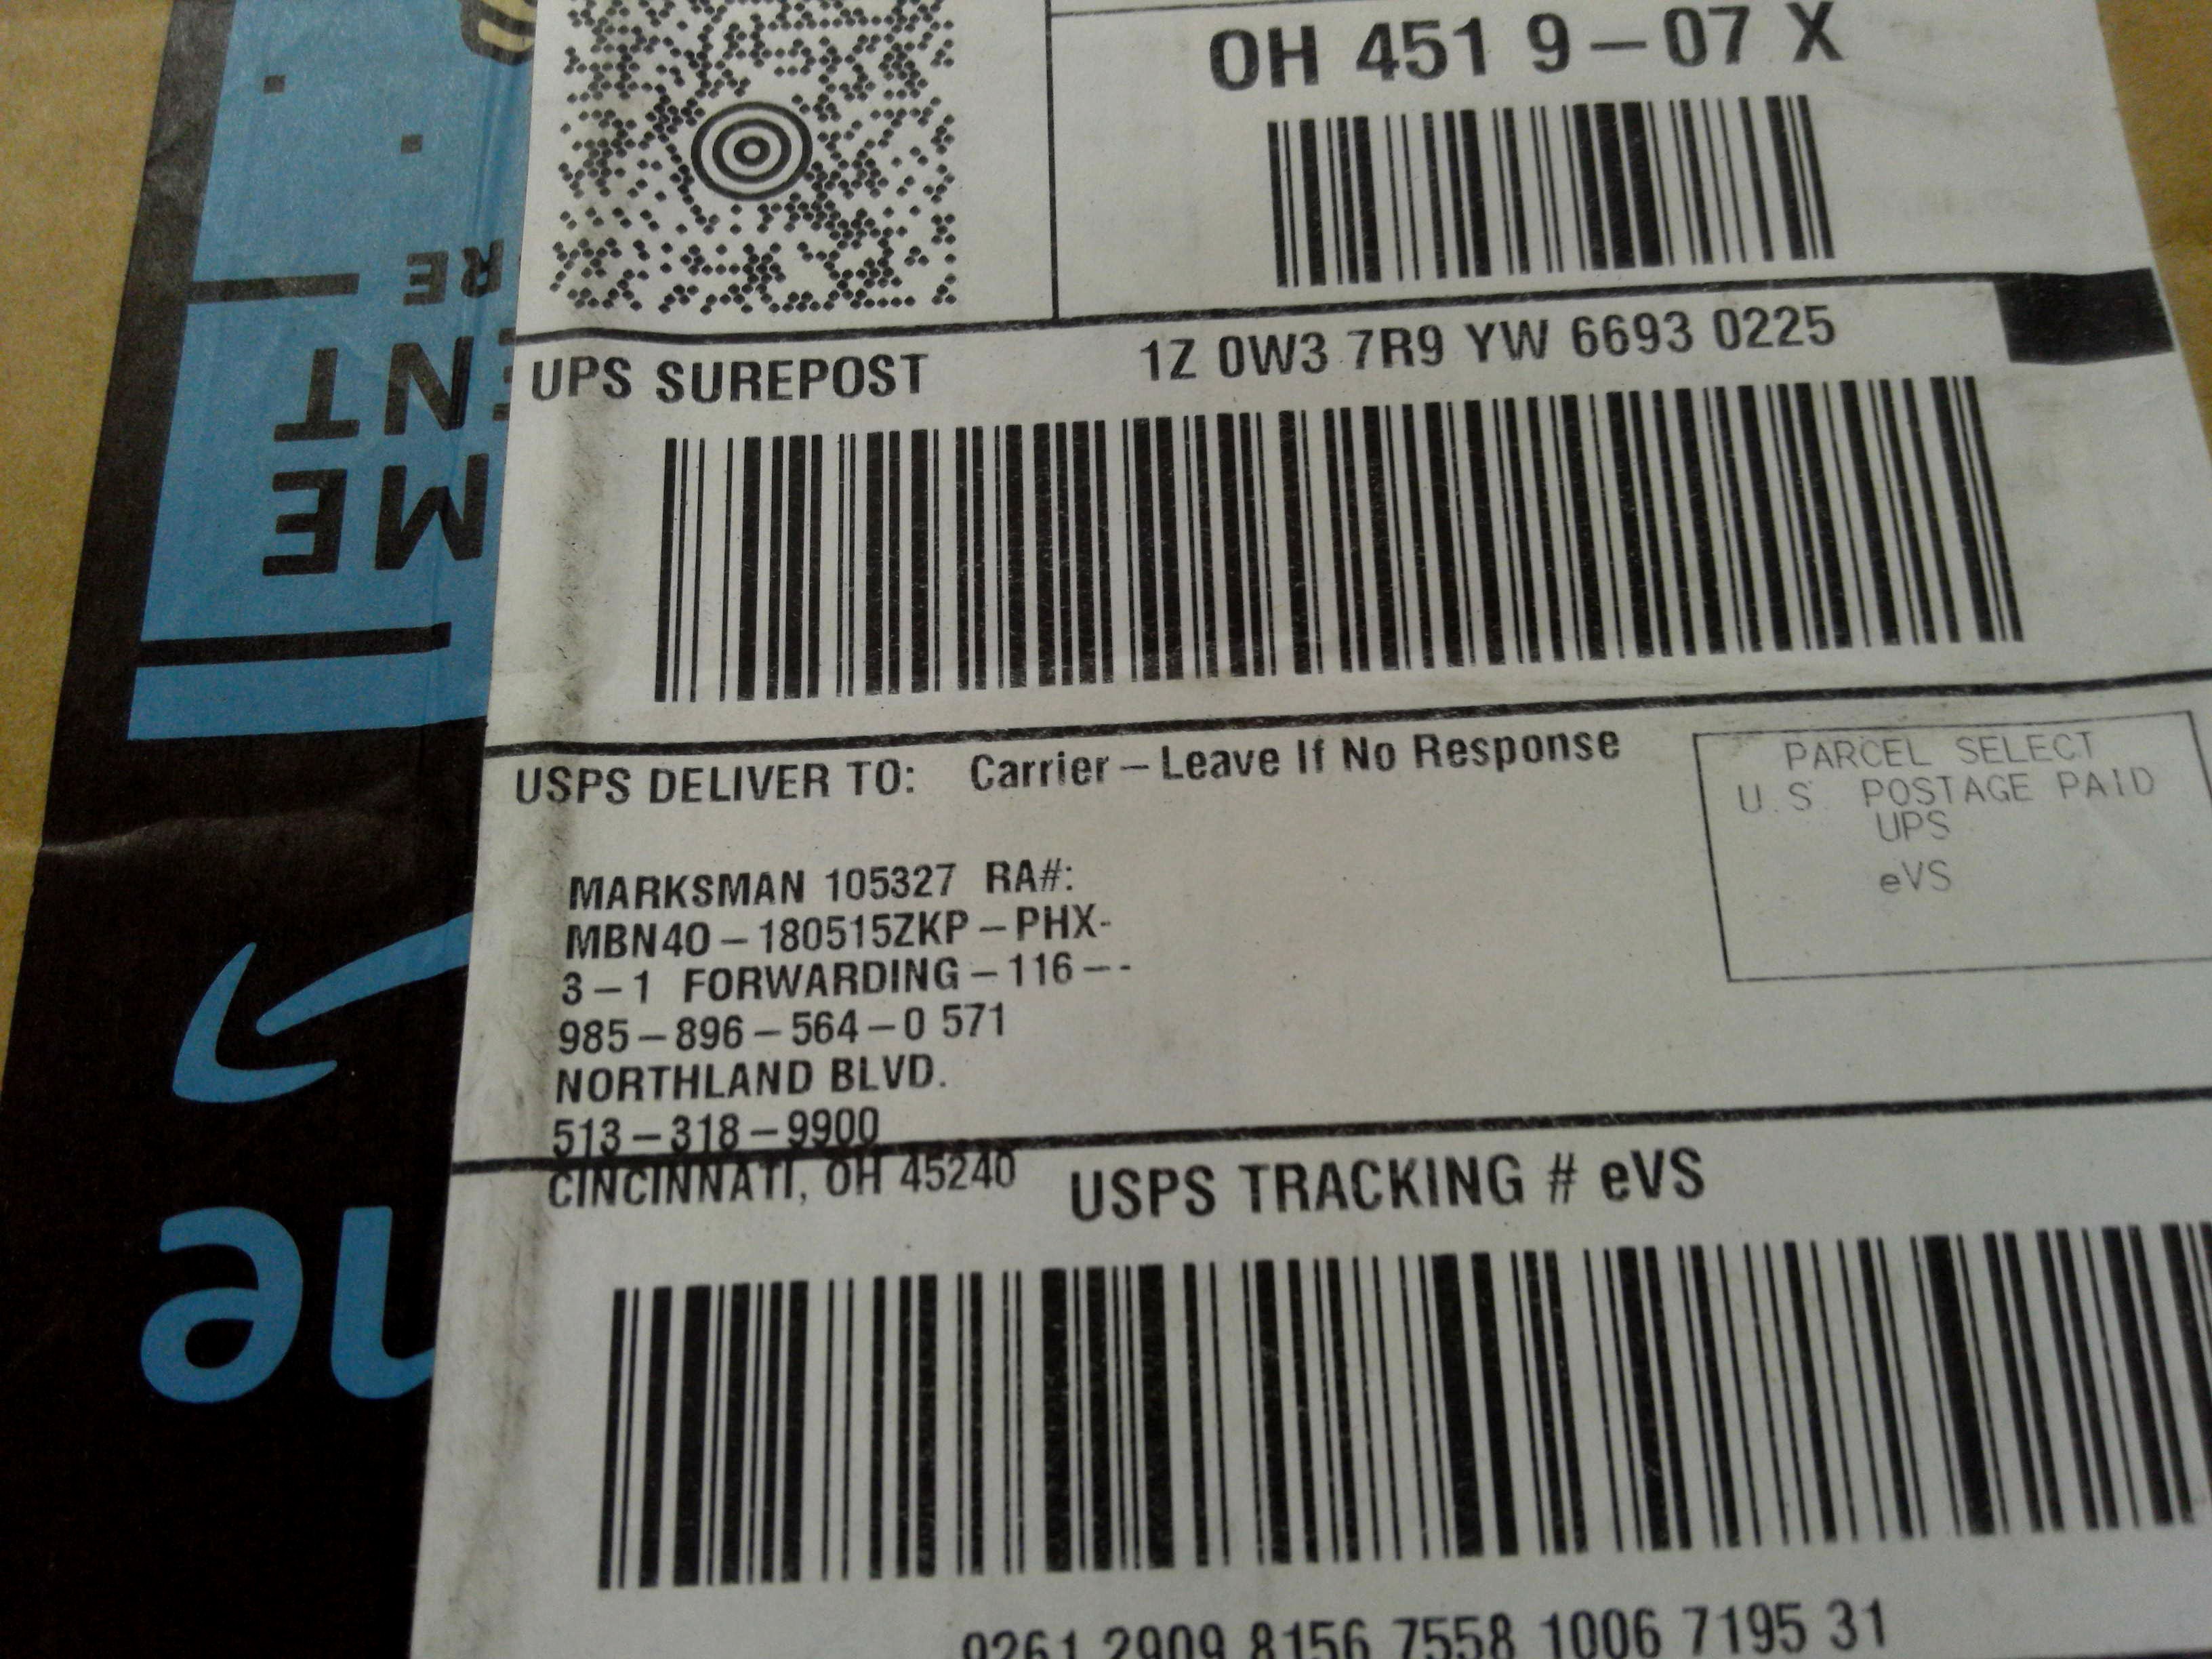 OH 451 9-07 X
UPS SUREPOST
1Z 0W3 7R9 YW 6693 0225
USPS DELIVER TO:
Carrier-Leave If No Response
PARCEL SELECT
U.S. POSTAGE PAID
UPS
eVS
MARKSMAN 105327 RA#:
MBN40-180515ZKP-PHX-
3-1 FORWARDING-116--
985-896-564-0 571
NORTHLAND BLVD.
513-318-9900
CINCINNATI, OH 45240
USPS TRACKING # eVS
9261 2909 8156 7558 1006 7195 31
RE
ENT
ME